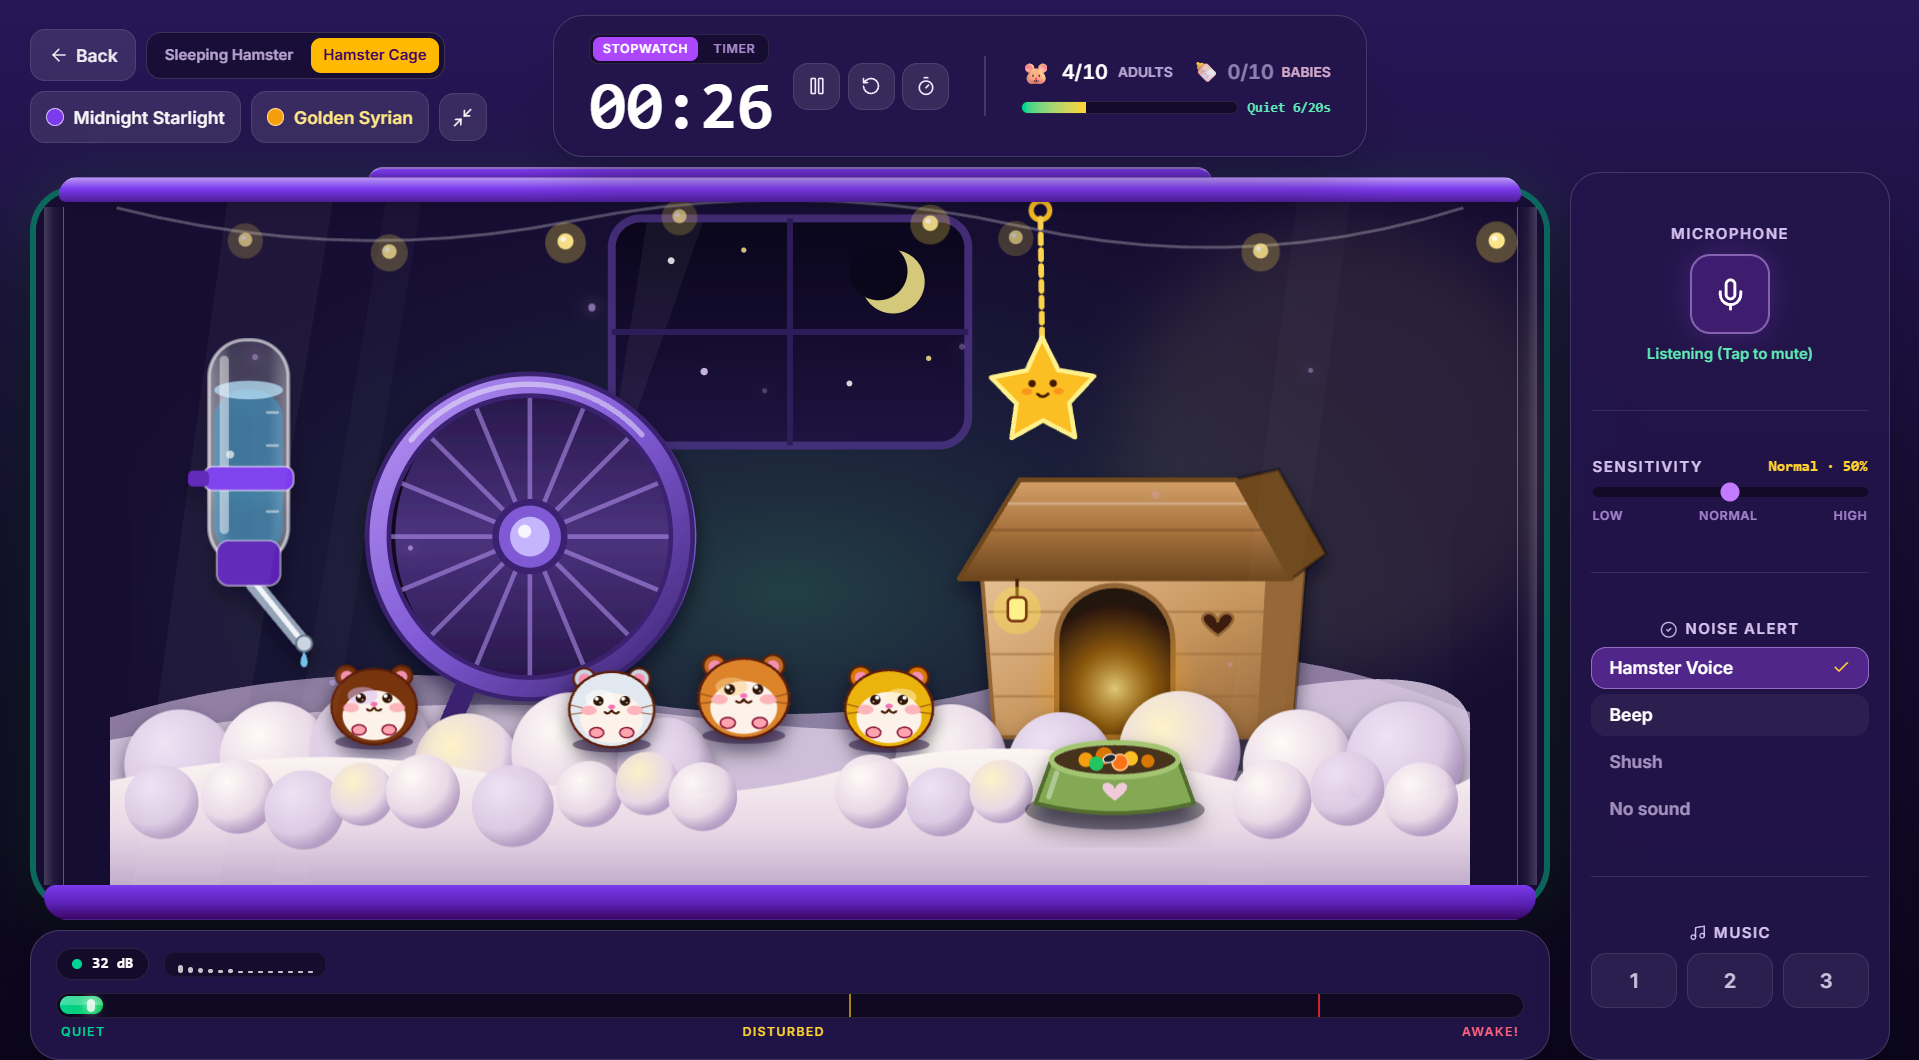 Back
Sleeping Hamster
Hamster Cage
Midnight Starlight
Golden Syrian
STOPWATCH
TIMER
00:26
4/10 ADULTS
0/10 BABIES
Quiet 6/20s
MICROPHONE
Listening (Tap to mute)
SENSITIVITY
Normal · 50%
LOW
NORMAL
HIGH
NOISE ALERT
Hamster Voice
Beep
Shush
No sound
MUSIC
1
2
3
32 dB
QUIET
DISTURBED
AWAKE!